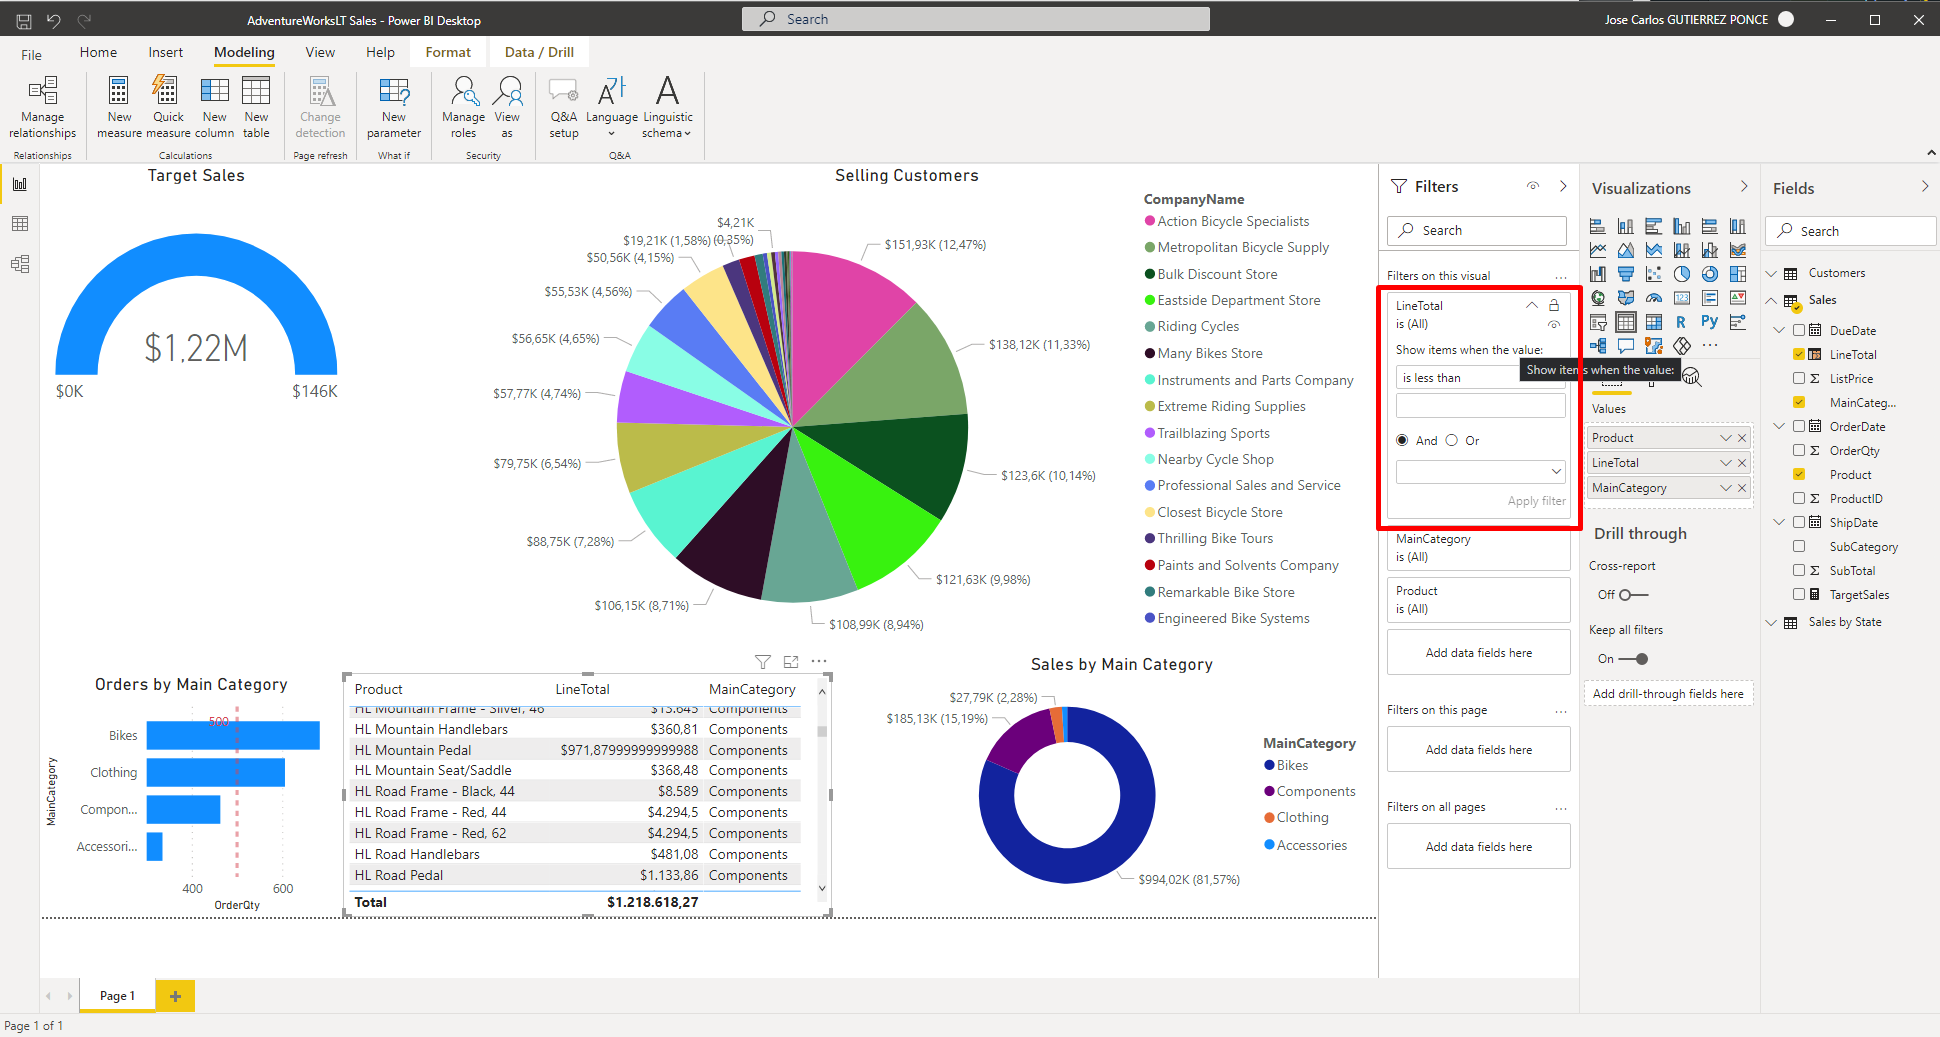 AdventureWorksLT Sales - Power BI Desktop
Search
Jose Carlos GUTIERREZ PONCE
File
Home
Insert
Modeling
View
Help
Format
Data / Drill
Manage relationships
New measure
Quick measure
New column
New table
Change detection
New parameter
Manage roles
View as
Q&A setup
Language
Linguistic schema
Relationships
Calculations
Page refresh
What if
Security
Q&A
Target Sales
$1,22M
$0K
$146K
Selling Customers
$4,21K
(0,35%)
$19,21K (1,58%)
$50,56K (4,15%)
$55,53K (4,56%)
$56,65K (4,65%)
$57,77K (4,74%)
$79,75K (6,54%)
$88,75K (7,28%)
$106,15K (8,71%)
$108,99K (8,94%)
$121,63K (9,98%)
$123,6K (10,14%)
$138,12K (11,33%)
$151,93K (12,47%)
CompanyName
Action Bicycle Specialists
Metropolitan Bicycle Supply
Bulk Discount Store
Eastside Department Store
Riding Cycles
Many Bikes Store
Instruments and Parts Company
Extreme Riding Supplies
Trailblazing Sports
Nearby Cycle Shop
Professional Sales and Service
Closest Bicycle Store
Thrilling Bike Tours
Paints and Solvents Company
Remarkable Bike Store
Engineered Bike Systems
Orders by Main Category
500
MainCategory
Bikes
Clothing
Compon...
Accessori...
400
600
OrderQty
Product LineTotal MainCategory
HL Mountain Frame - Silver, 46 $13.645 Components
HL Mountain Handlebars $360,81 Components
HL Mountain Pedal $971,87999999999988 Components
HL Mountain Seat/Saddle $368,48 Components
HL Road Frame - Black, 44 $8.589 Components
HL Road Frame - Red, 44 $4.294,5 Components
HL Road Frame - Red, 62 $4.294,5 Components
HL Road Handlebars $481,08 Components
HL Road Pedal $1.133,86 Components
Total $1.218.618,27
Sales by Main Category
$27,79K (2,28%)
$185,13K (15,19%)
$994,02K (81,57%)
MainCategory
Bikes
Components
Clothing
Accessories
Filters
Search
Filters on this visual
LineTotal
is (All)
Show items when the value:
is less than
And
Or
Apply filter
MainCategory
is (All)
Product
is (All)
Add data fields here
Filters on this page
Add data fields here
Filters on all pages
Add data fields here
Visualizations
R
Py
123
Show items when the value:
Values
Product
LineTotal
MainCategory
Drill through
Cross-report
Off
Keep all filters
On
Add drill-through fields here
Fields
Search
Customers
Sales
DueDate
LineTotal
ListPrice
MainCateg...
OrderDate
OrderQty
Product
ProductID
ShipDate
SubCategory
SubTotal
TargetSales
Sales by State
Page 1
Page 1 of 1